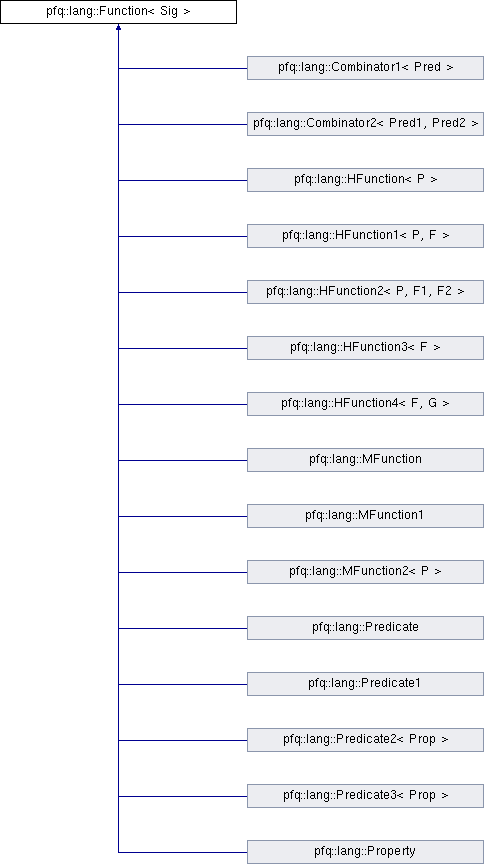 pfq::lang::Function< Sig >
pfq::lang::Combinator1< Pred >
pfq::lang::Combinator2< Pred1, Pred2 >
pfq::lang::HFunction< P >
pfq::lang::HFunction1< P, F >
pfq::lang::HFunction2< P, F1, F2 >
pfq::lang::HFunction3< F >
pfq::lang::HFunction4< F, G >
pfq::lang::MFunction
pfq::lang::MFunction1
pfq::lang::MFunction2< P >
pfq::lang::Predicate
pfq::lang::Predicate1
pfq::lang::Predicate2< Prop >
pfq::lang::Predicate3< Prop >
pfq::lang::Property